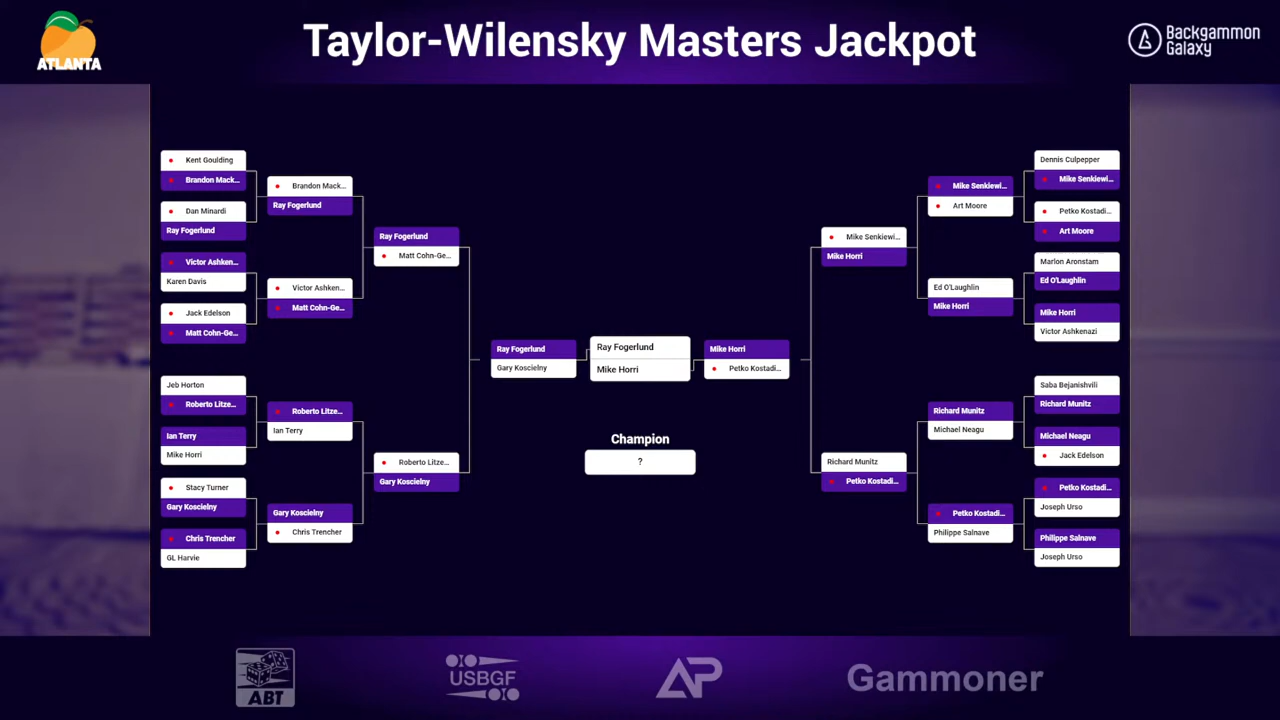 Taylor-Wilensky Masters Jackpot
ATLANTA
Backgammon
Galaxy
Kent Goulding
Brandon Mack...
Dan Minardi
Ray Fogerlund
Victor Ashken...
Karen Davis
Jack Edelson
Matt Cohn-Ge...
Jeb Horton
Roberto Litze...
Ian Terry
Mike Horri
Stacy Turner
Gary Koscielny
Chris Trencher
GL Harvie
Brandon Mack...
Ray Fogerlund
Victor Ashken...
Matt Cohn-Ge...
Roberto Litze...
Ian Terry
Gary Koscielny
Chris Trencher
Ray Fogerlund
Matt Cohn-Ge...
Roberto Litze...
Gary Koscielny
Ray Fogerlund
Gary Koscielny
Ray Fogerlund
Mike Horri
Champion
?
Mike Horri
Petko Kostadi...
Mike Senkiewi...
Mike Horri
Richard Munitz
Petko Kostadi...
Mike Senkiewi...
Art Moore
Ed O'Laughlin
Mike Horri
Richard Munitz
Michael Neagu
Petko Kostadi...
Philippe Salnave
Dennis Culpepper
Mike Senkiewi...
Petko Kostadi...
Art Moore
Marlon Aronstam
Ed O'Laughlin
Mike Horri
Victor Ashkenazi
Saba Bejanishvili
Richard Munitz
Michael Neagu
Jack Edelson
Petko Kostadi...
Joseph Urso
Philippe Salnave
Joseph Urso
ABT
USBGF
AP
Gammoner